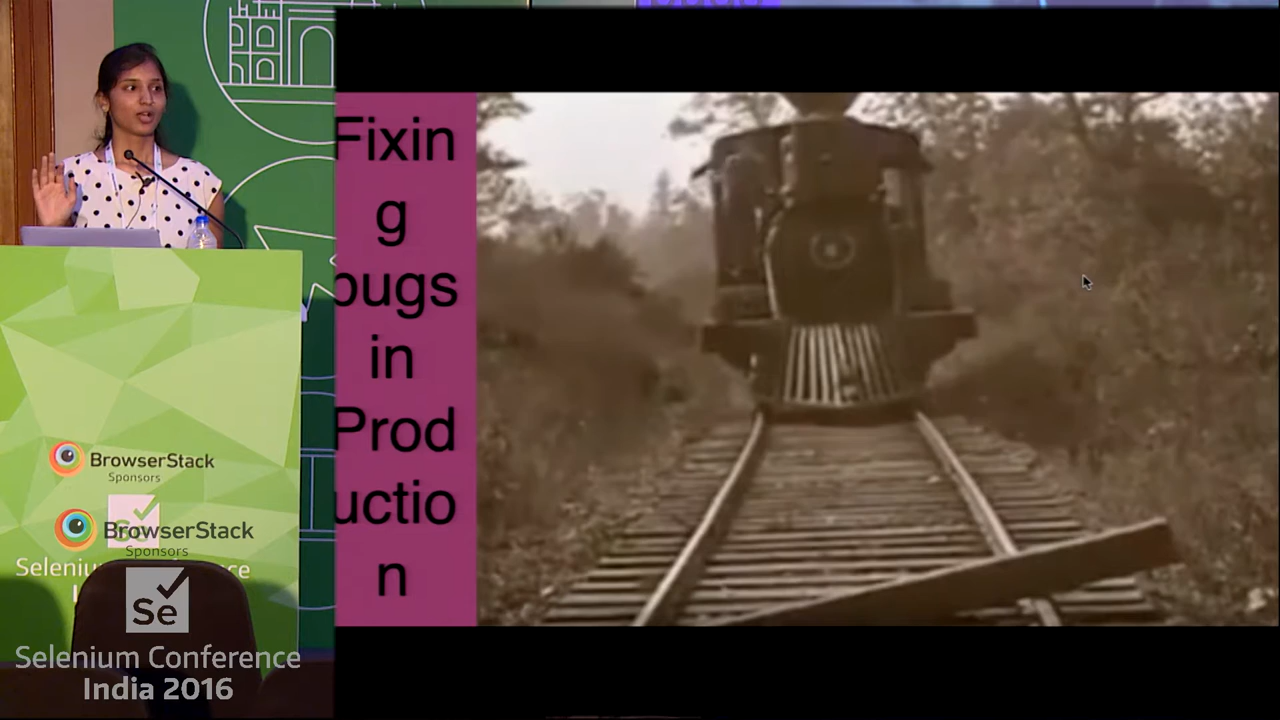 Fixin
g
bugs
in
Prod
uctio
n
BrowserStack
Sponsors
BrowserStack
Sponsors
Se
Selenium Conference
India 2016